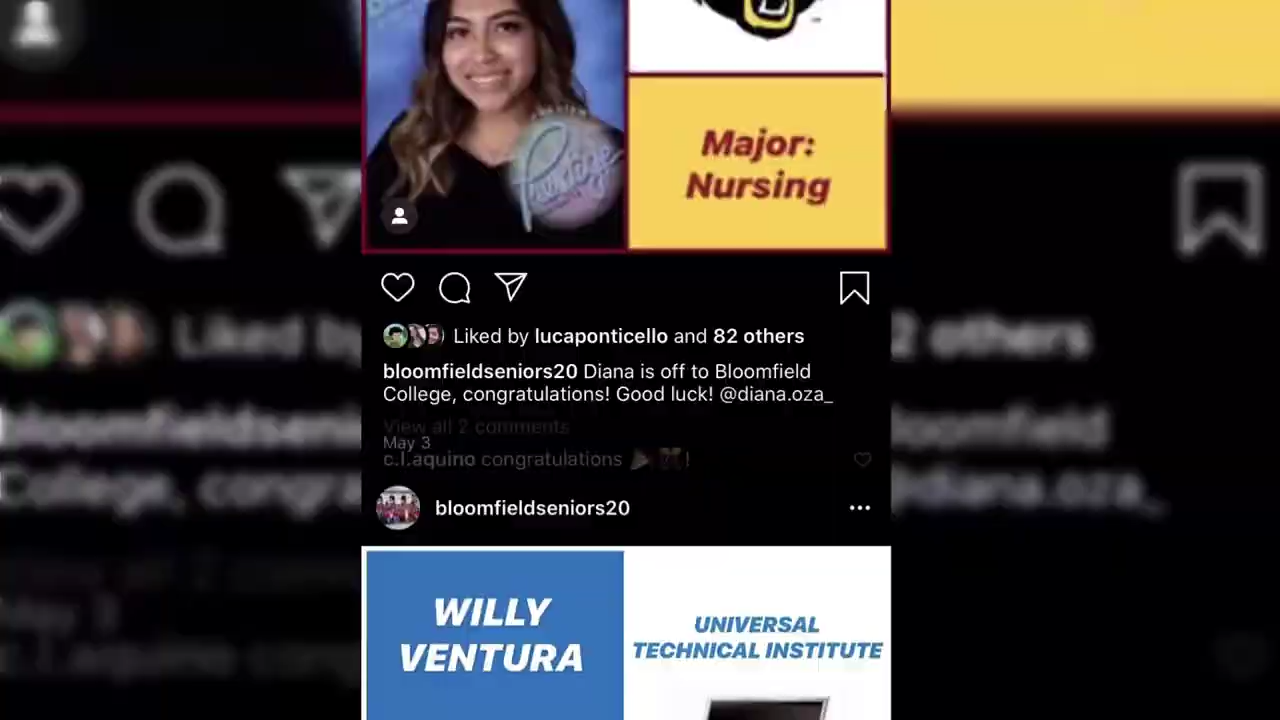 Prestige
Major:
Nursing
Liked by lucaponticello and 82 others
bloomfieldseniors20 Diana is off to Bloomfield
College, congratulations! Good luck! @diana.oza_
View all 2 comments
May 3
c.l.aquino congratulations !
bloomfieldseniors20
WILLY
VENTURA
UNIVERSAL
TECHNICAL INSTITUTE